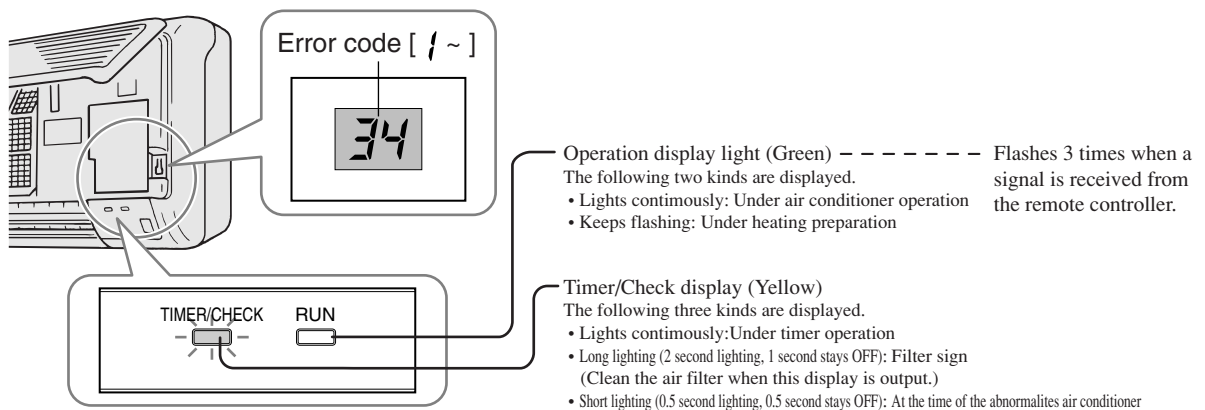 Error code [ 1 ~ ]
34
Operation display light (Green)
The following two kinds are displayed.
• Lights contimously: Under air conditioner operation
• Keeps flashing: Under heating preparation
Flashes 3 times when a
signal is received from
the remote controller.
TIMER/CHECK RUN
Timer/Check display (Yellow)
The following three kinds are displayed.
• Lights contimously:Under timer operation
• Long lighting (2 second lighting, 1 second stays OFF): Filter sign
(Clean the air filter when this display is output.)
• Short lighting (0.5 second lighting, 0.5 second stays OFF): At the time of the abnormalites air conditioner